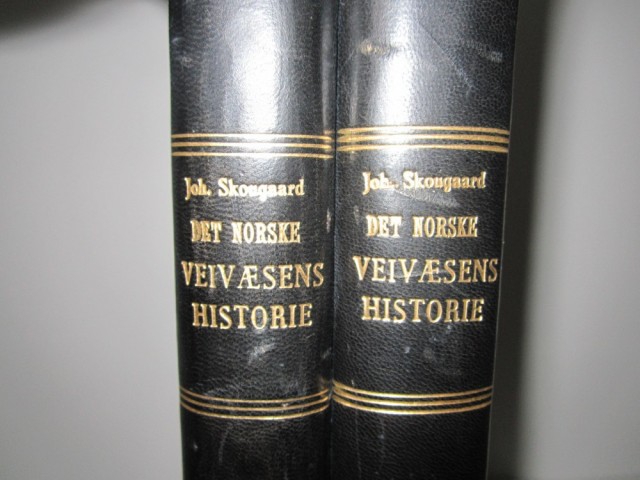 Joh. Skougaard
DET NORSKE
VEIVÆSENS
HISTORIE
Joh. Skougaard
DET NORSKE
VEIVÆSENS
HISTORIE